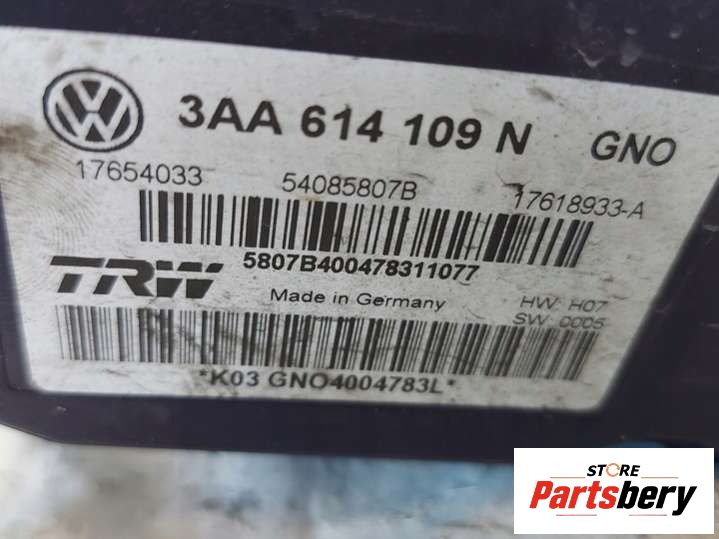 VW 3AA 614 109 N GNO
17654033 54085807B 17618933-A
5807B400478311077
TRW Made in Germany HW: H07
SW: 0005
*K03 GNO4004783L*
STORE
Partsbery